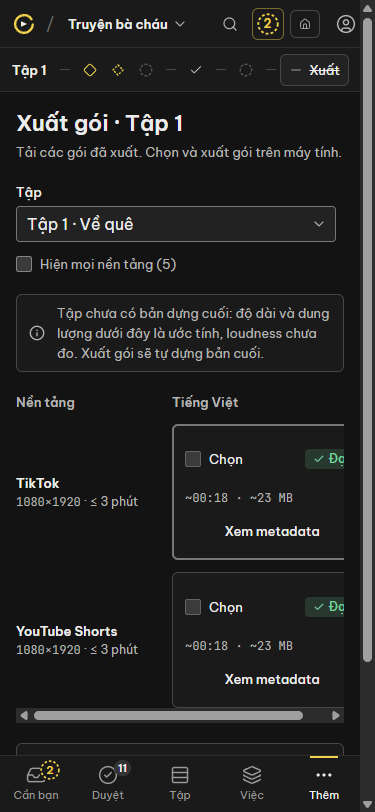 / Truyện bà cháu 2
Tập 1 Xuất
Xuất gói · Tập 1
Tải các gói đã xuất. Chọn và xuất gói trên máy tính.
Tập
Tập 1 · Về quê
Hiện mọi nền tảng (5)
Tập chưa có bản dựng cuối: độ dài và dung
lượng dưới đây là ước tính, loudness chưa
đo. Xuất gói sẽ tự dựng bản cuối.
Nền tảng Tiếng Việt
Chọn
TikTok
1080×1920 · ≤ 3 phút
~00:18 · ~23 MB
Xem metadata
Chọn
YouTube Shorts
1080×1920 · ≤ 3 phút
~00:18 · ~23 MB
Xem metadata
2 11
Cần bạn Duyệt Tập Việc Thêm